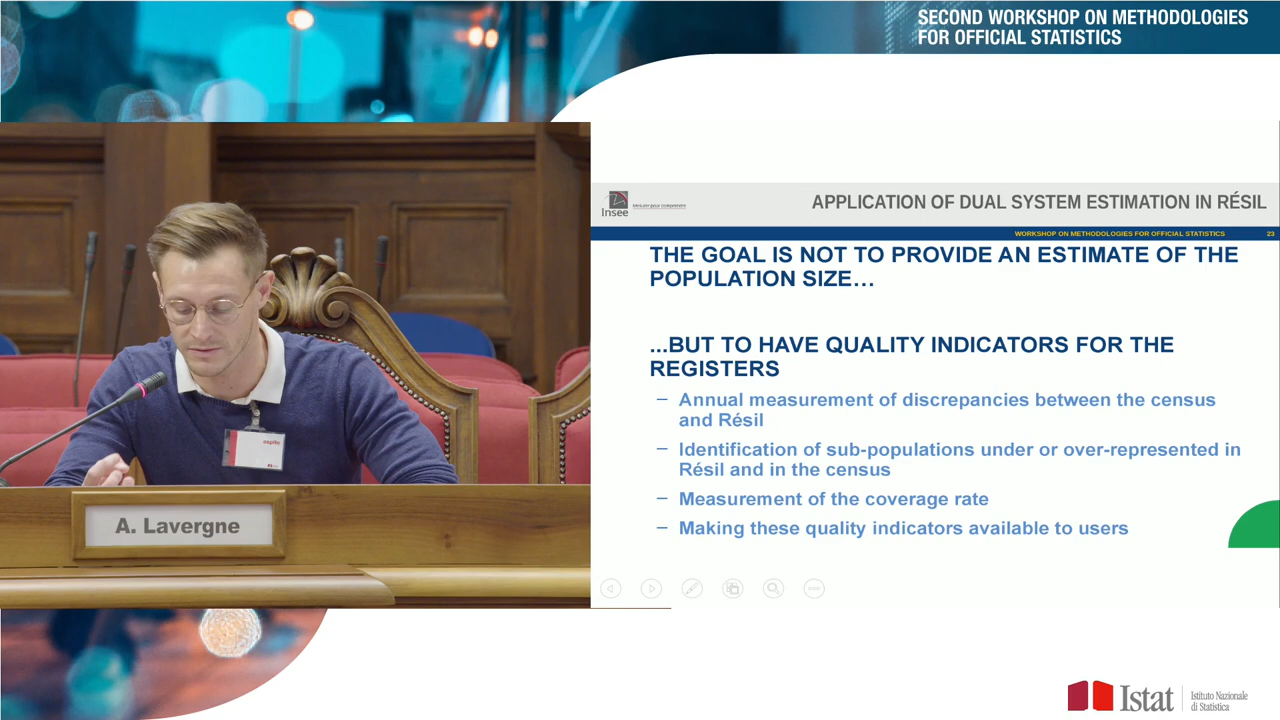 SECOND WORKSHOP ON METHODOLOGIES
FOR OFFICIAL STATISTICS
Insee
Mesurer pour comprendre
APPLICATION OF DUAL SYSTEM ESTIMATION IN RÉSIL
WORKSHOP ON METHODOLOGIES FOR OFFICIAL STATISTICS
23
THE GOAL IS NOT TO PROVIDE AN ESTIMATE OF THE
POPULATION SIZE…
...BUT TO HAVE QUALITY INDICATORS FOR THE
REGISTERS
– Annual measurement of discrepancies between the census
and Résil
– Identification of sub-populations under or over-represented in
Résil and in the census
– Measurement of the coverage rate
– Making these quality indicators available to users
ospite
A. Lavergne
Istat
Istituto Nazionale
di Statistica